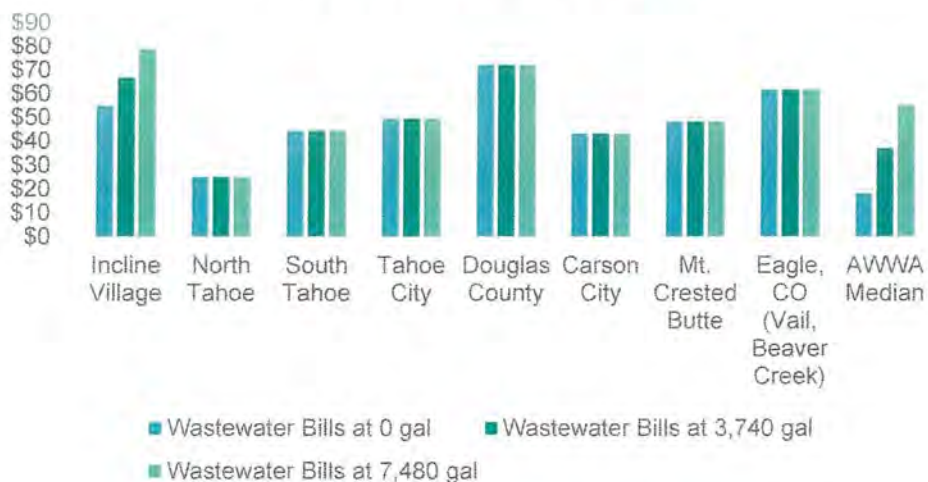 $90
$80
$70
$60
$50
$40
$30
$20
$10
$0
Incline Village
North Tahoe
South Tahoe
Tahoe City
Douglas County
Carson City
Mt. Crested Butte
Eagle, CO (Vail, Beaver Creek)
AWWA Median
Wastewater Bills at 0 gal
Wastewater Bills at 3,740 gal
Wastewater Bills at 7,480 gal